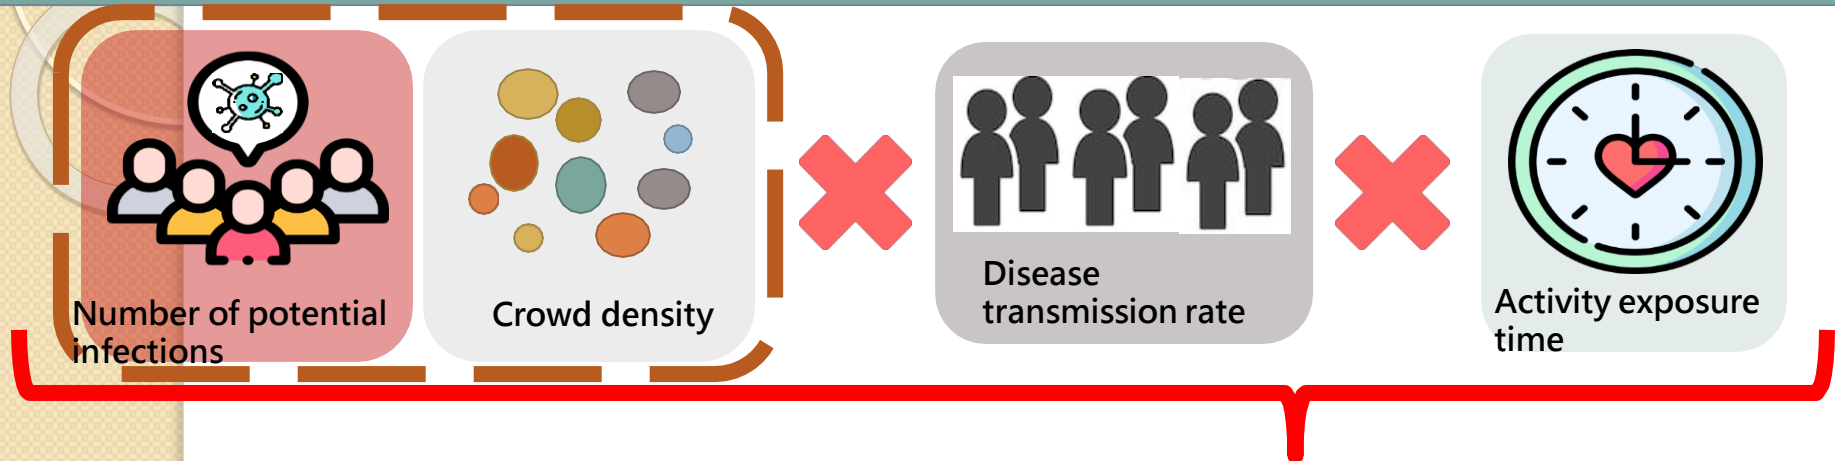 Number of potential
infections
Crowd density
Disease
transmission rate
Activity exposure
time